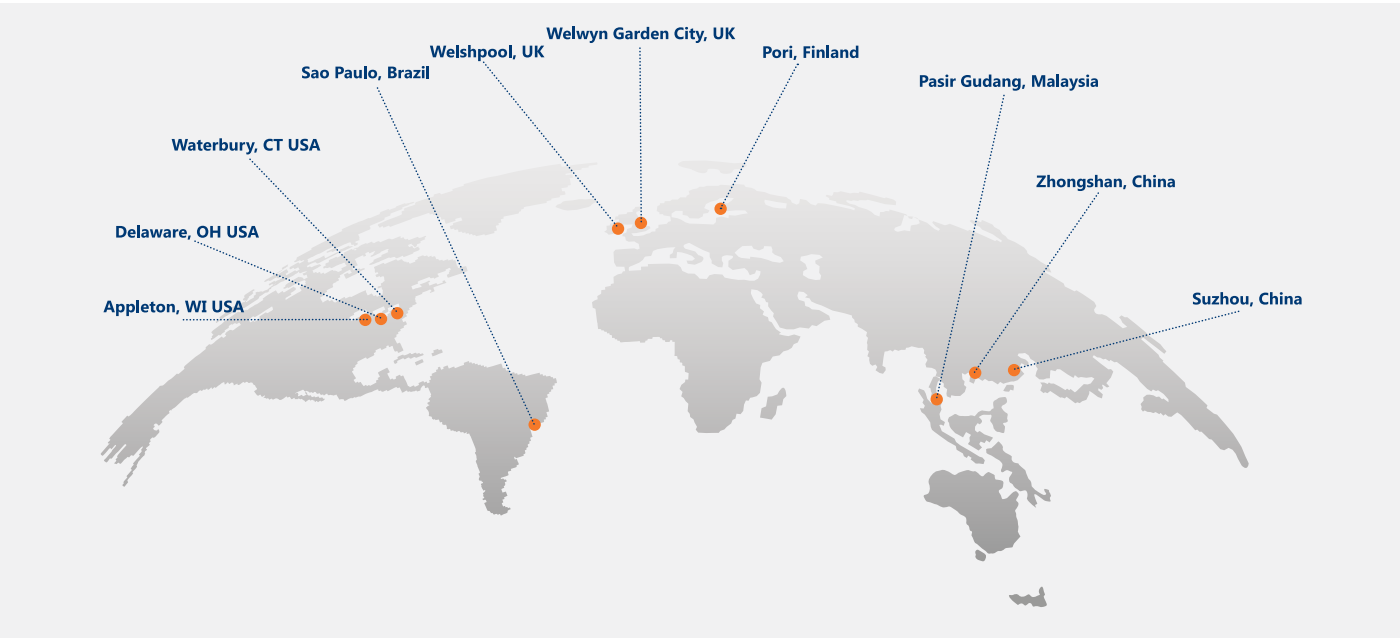 Welwyn Garden City, UK
Welshpool, UK
Pori, Finland
Sao Paulo, Brazil
Pasir Gudang, Malaysia
Waterbury, CT USA
Zhongshan, China
Delaware, OH USA
Suzhou, China
Appleton, WI USA